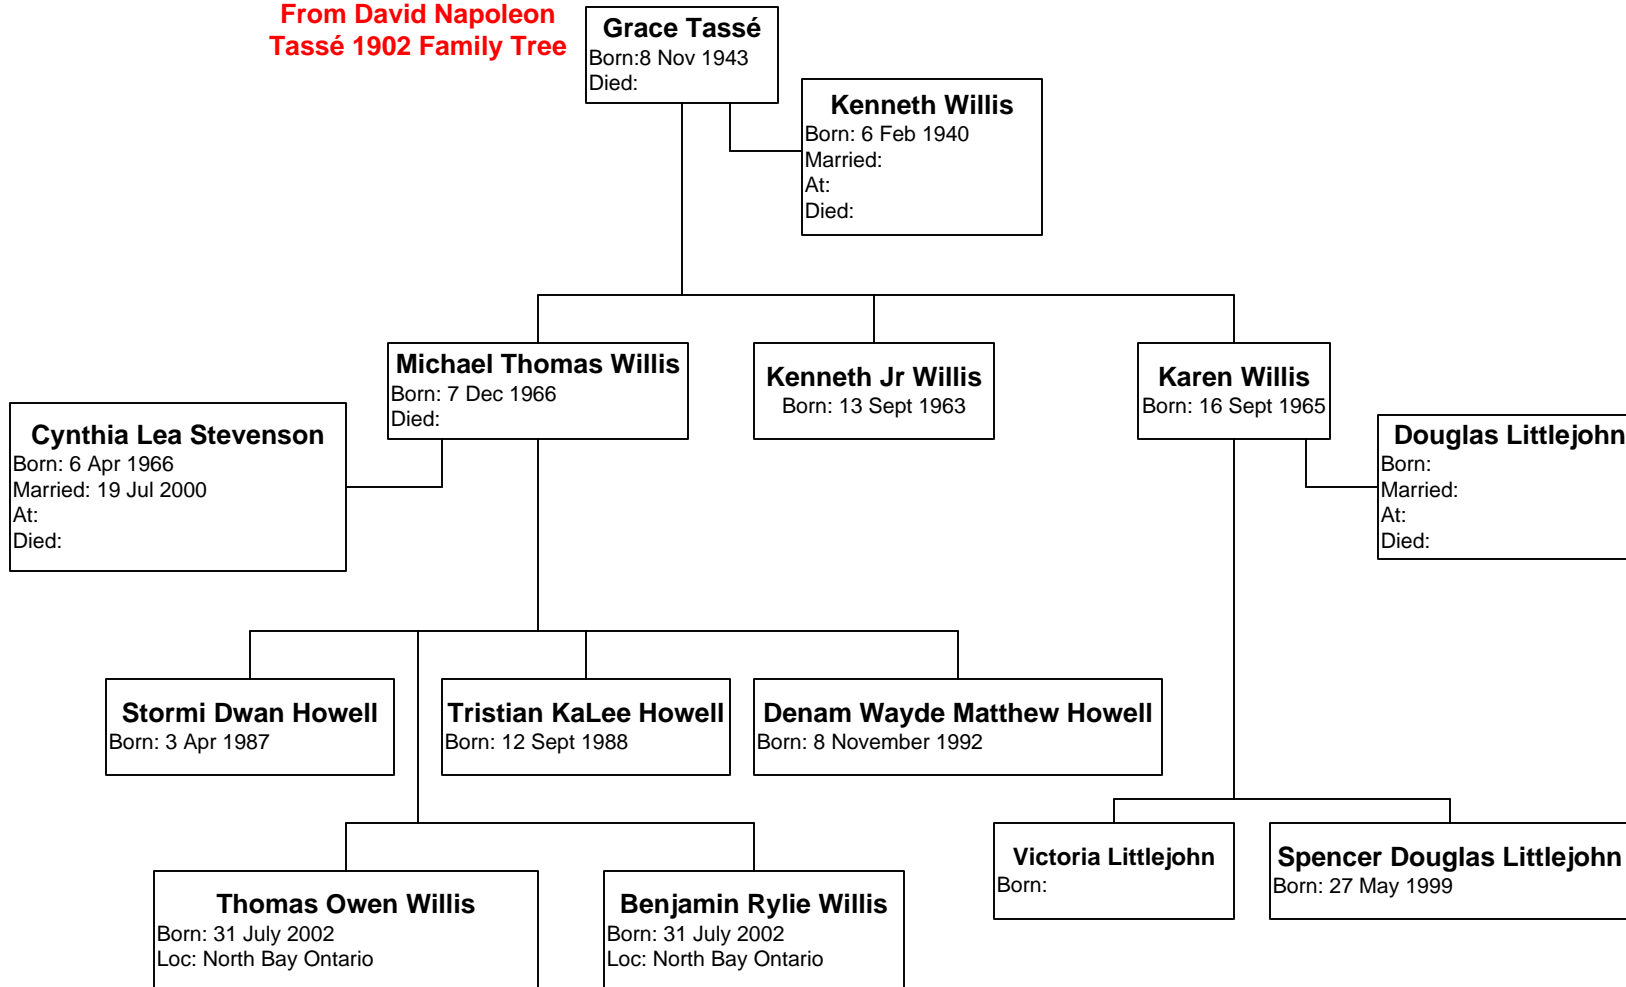 From David Napoleon
Tassé 1902 Family Tree
Grace Tassé
Born:8 Nov 1943
Died:
Kenneth Willis
Born: 6 Feb 1940
Married:
At:
Died:
Michael Thomas Willis
Born: 7 Dec 1966
Died:
Kenneth Jr Willis
Born: 13 Sept 1963
Karen Willis
Born: 16 Sept 1965
Cynthia Lea Stevenson
Born: 6 Apr 1966
Married: 19 Jul 2000
At:
Died:
Douglas Littlejohn
Born:
Married:
At:
Died:
Stormi Dwan Howell
Born: 3 Apr 1987
Tristian KaLee Howell
Born: 12 Sept 1988
Denam Wayde Matthew Howell
Born: 8 November 1992
Victoria Littlejohn
Born:
Spencer Douglas Littlejohn
Born: 27 May 1999
Thomas Owen Willis
Born: 31 July 2002
Loc: North Bay Ontario
Benjamin Rylie Willis
Born: 31 July 2002
Loc: North Bay Ontario